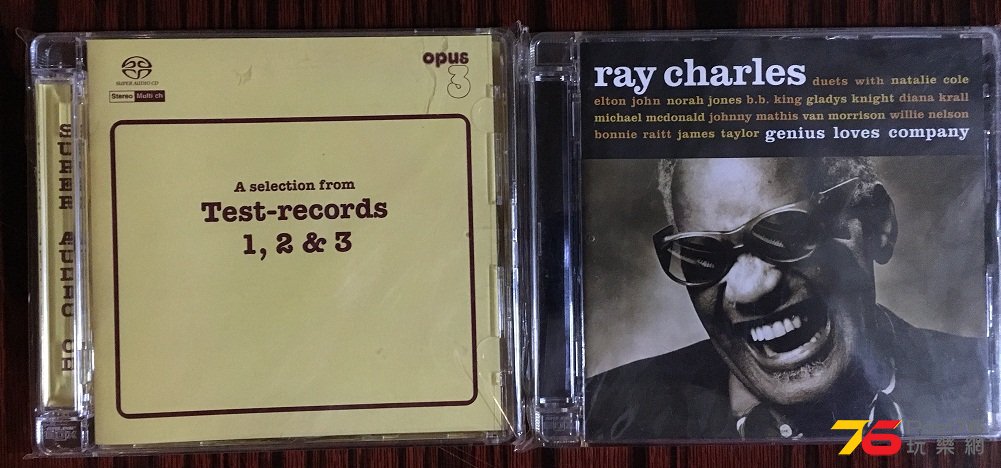 SUPER AUDIO CD
Stereo Multi ch
opus
3
SUPER AUDIO CD
A selection from
Test-records
1, 2 & 3
ray charles duets with natalie cole
elton john norah jones b.b. king gladys knight diana krall
michael mcdonald johnny mathis van morrison willie nelson
bonnie raitt james taylor genius loves company
76
玩樂網